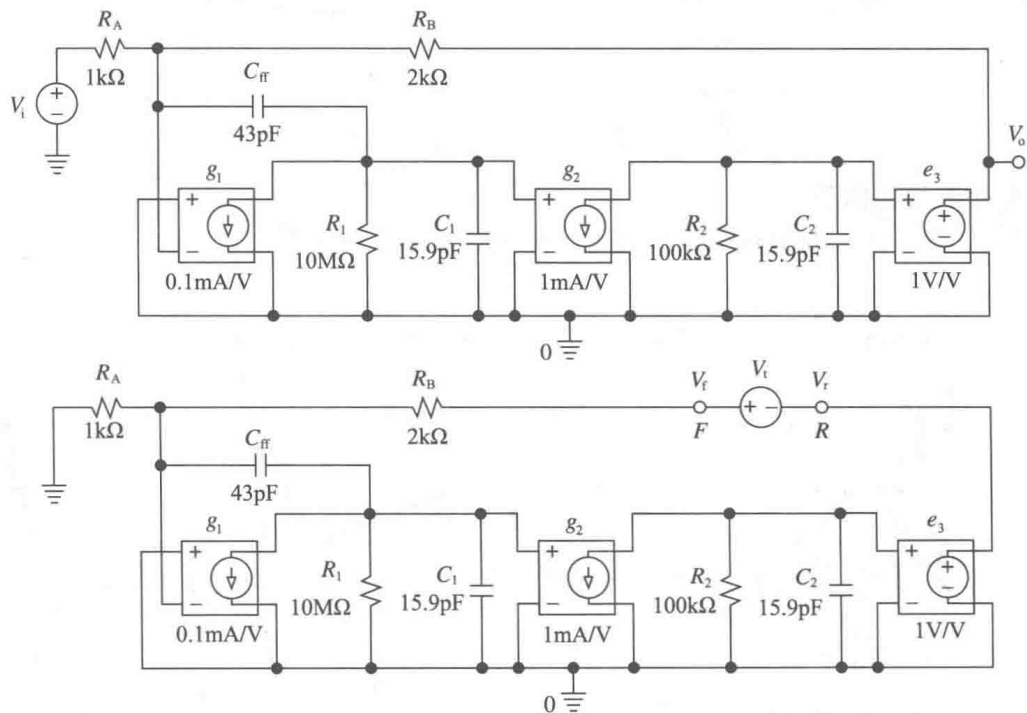 R_A
R_B
1kΩ
2kΩ
C_ff
V_i
+
−
43pF
V_o
g_1
g_2
e_3
+
−
R_1
10MΩ
C_1
15.9pF
+
−
R_2
100kΩ
C_2
15.9pF
+
−
+
−
0.1mA/V
1mA/V
1V/V
0
R_A
R_B
V_f
V_t
V_r
+
−
1kΩ
2kΩ
F
R
C_ff
43pF
g_1
g_2
e_3
+
−
R_1
10MΩ
C_1
15.9pF
+
−
R_2
100kΩ
C_2
15.9pF
+
−
+
−
0.1mA/V
1mA/V
1V/V
0